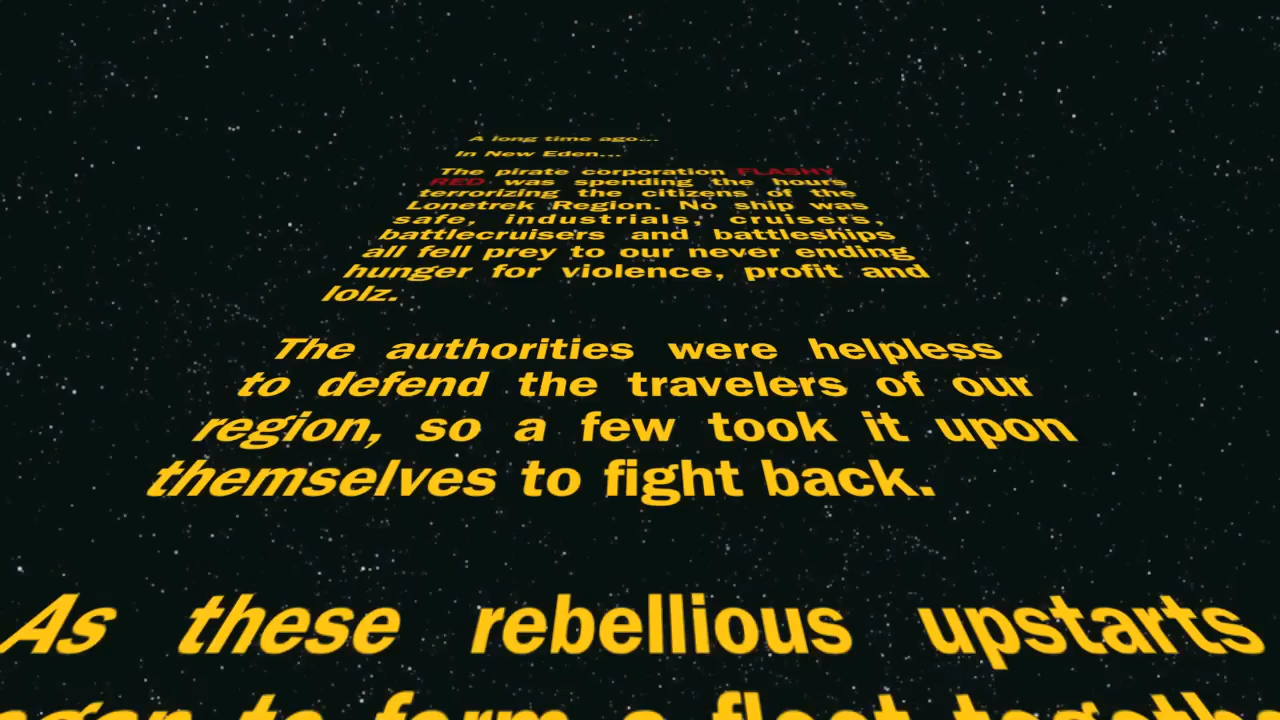 A long time ago...
In New Eden...
The pirate corporation FLASHY
RED was spending the hours
terrorizing the citizens of the
Lonetrek Region. No ship was
safe, industrials, cruisers,
battlecruisers and battleships
all fell prey to our never ending
hunger for violence, profit and
lolz.
The authorities were helpless
to defend the travelers of our
region, so a few took it upon
themselves to fight back.
As these rebellious upstarts
to form a fleet